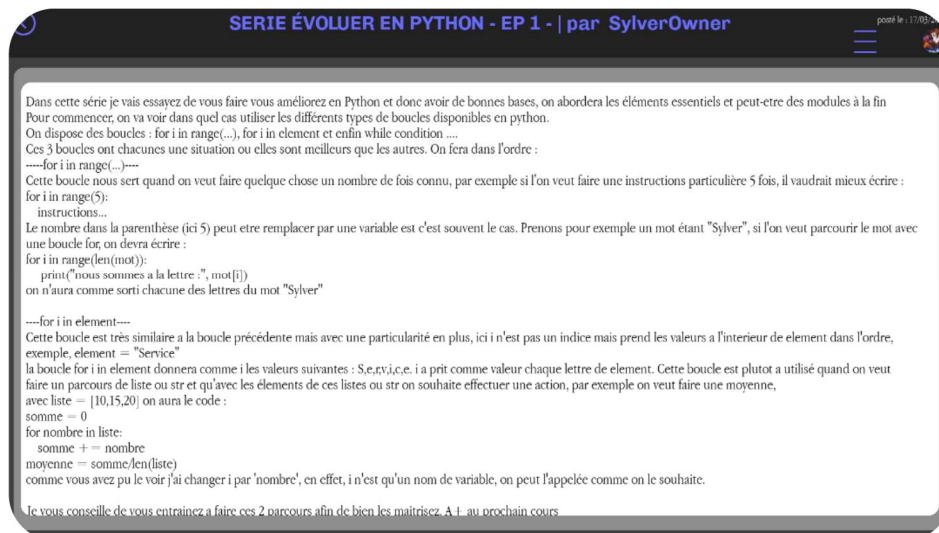 SERIE ÉVOLUER EN PYTHON - EP 1 - | par SylverOwner
posté le : 17/03/
Dans cette série je vais essayez de vous faire vous améliorez en Python et donc avoir de bonnes bases, on abordera les éléments essentiels et peut-etre des modules à la fin
Pour commencer, on va voir dans quel cas utiliser les différents types de boucles disponibles en python.
On dispose des boucles : for i in range(...), for i in element et enfin while condition ....
Ces 3 boucles ont chacunes une situation ou elles sont meilleurs que les autres. On fera dans l'ordre :
-----for i in range(...)----
Cette boucle nous sert quand on veut faire quelque chose un nombre de fois connu, par exemple si l'on veut faire une instructions particulière 5 fois, il vaudrait mieux écrire :
for i in range(5):
instructions...
Le nombre dans la parenthèse (ici 5) peut etre remplacer par une variable est c'est souvent le cas. Prenons pour exemple un mot étant "Sylver", si l'on veut parcourir le mot avec
une boucle for, on devra écrire :
for i in range(len(mot)):
print("nous sommes a la lettre :", mot[i])
on n'aura comme sorti chacune des lettres du mot "Sylver"
----for i in element----
Cette boucle est très similaire a la boucle précédente mais avec une particularité en plus, ici i n'est pas un indice mais prend les valeurs a l'interieur de element dans l'ordre,
exemple, element = "Service"
la boucle for i in element donnera comme i les valeurs suivantes : S,e,r,v,i,c,e. i a prit comme valeur chaque lettre de element. Cette boucle est plutot a utilisé quand on veut
faire un parcours de liste ou str et qu'avec les élements de ces listes ou str on souhaite effectuer une action, par exemple on veut faire une moyenne,
avec liste = [10,15,20] on aura le code :
somme = 0
for nombre in liste:
somme += nombre
moyenne = somme/len(liste)
comme vous avez pu le voir j'ai changer i par 'nombre', en effet, i n'est qu'un nom de variable, on peut l'appelée comme on le souhaite.
Je vous conseille de vous entrainez a faire ces 2 parcours afin de bien les maitrisez. A+ au prochain cours